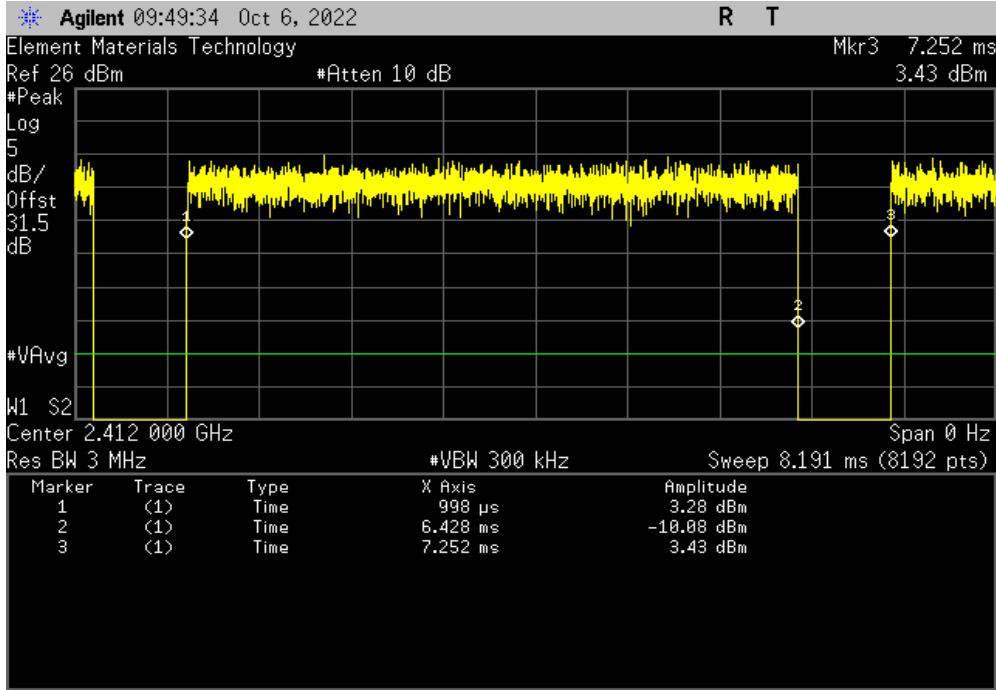 Agilent 09:49:34 Oct 6, 2022 R T
Element Materials Technology Mkr3 7.252 ms
Ref 26 dBm #Atten 10 dB 3.43 dBm
#Peak
Log
5
dB/
Offst
31.5
dB
1
3
2
#VAvg
W1 S2
Center 2.412 000 GHz Span 0 Hz
Res BW 3 MHz #VBW 300 kHz Sweep 8.191 ms (8192 pts)
Marker Trace Type X Axis Amplitude
1 (1) Time 998 µs 3.28 dBm
2 (1) Time 6.428 ms -10.08 dBm
3 (1) Time 7.252 ms 3.43 dBm